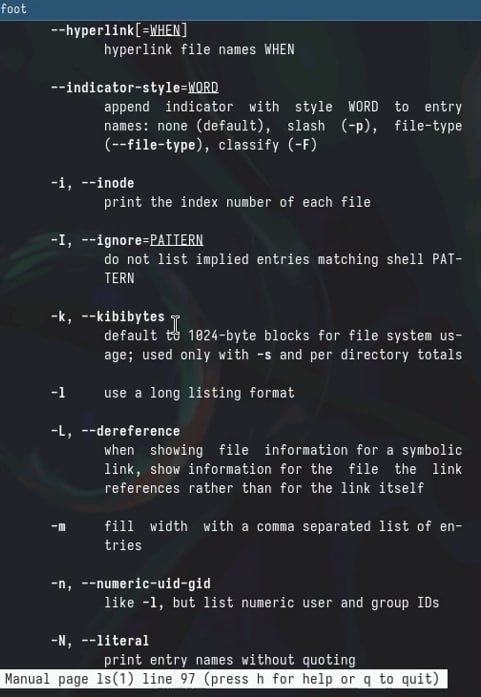 foot
--hyperlink[=WHEN]
hyperlink file names WHEN
--indicator-style=WORD
append indicator with style WORD to entry
names: none (default), slash (-p), file-type
(--file-type), classify (-F)
-i, --inode
print the index number of each file
-I, --ignore=PATTERN
do not list implied entries matching shell PAT-
TERN
-k, --kibibytes
default to 1024-byte blocks for file system us-
age; used only with -s and per directory totals
-l use a long listing format
-L, --dereference
when showing file information for a symbolic
link, show information for the file the link
references rather than for the link itself
-m fill width with a comma separated list of en-
tries
-n, --numeric-uid-gid
like -l, but list numeric user and group IDs
-N, --literal
print entry names without quoting
Manual page ls(1) line 97 (press h for help or q to quit)